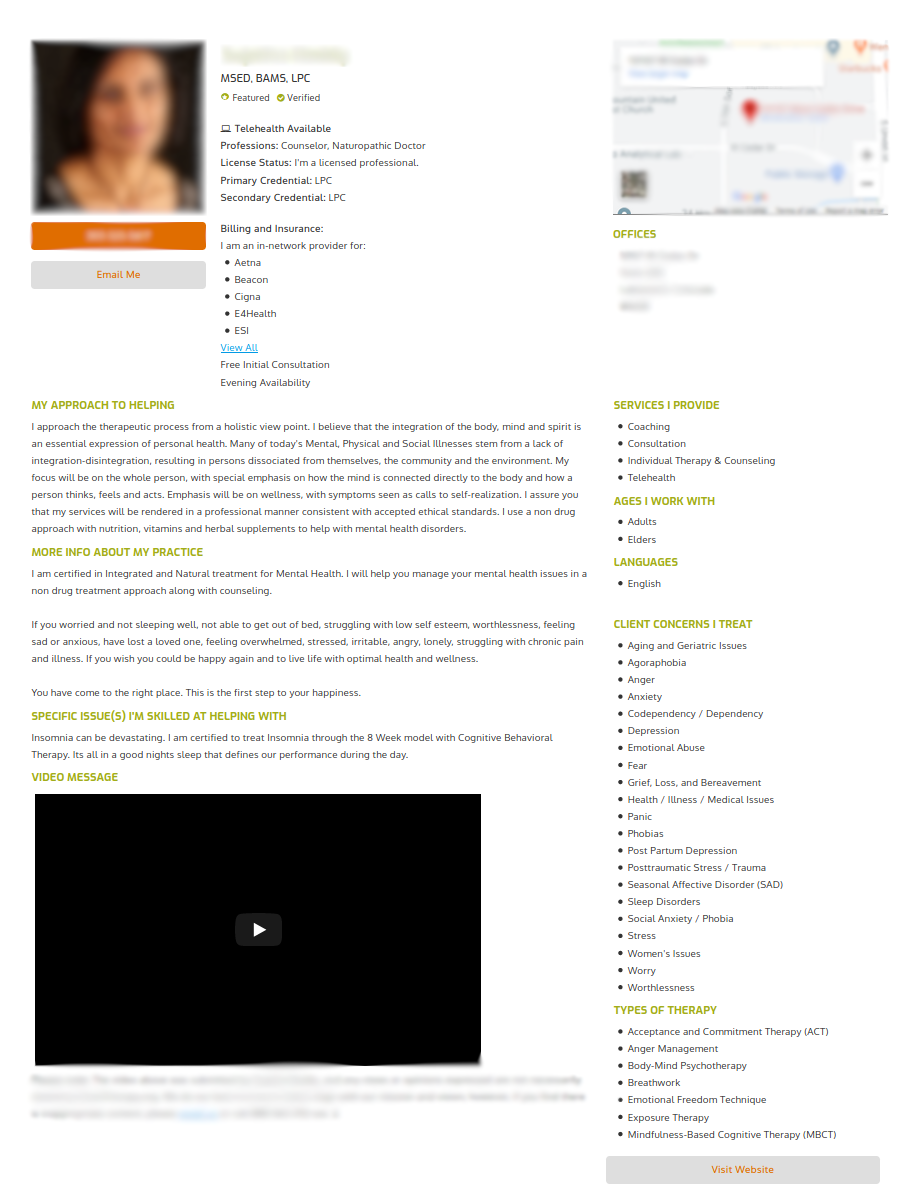 MSED, BAMS, LPC
Featured Verified
Telehealth Available
Professions: Counselor, Naturopathic Doctor
License Status: I'm a licensed professional.
Primary Credential: LPC
Secondary Credential: LPC
Email Me
Billing and Insurance:
I am an in-network provider for:
Aetna
Beacon
Cigna
E4Health
ESI
View All
Free Initial Consultation
Evening Availability
OFFICES
MY APPROACH TO HELPING
I approach the therapeutic process from a holistic view point. I believe that the integration of the body, mind and spirit is
an essential expression of personal health. Many of today's Mental, Physical and Social Illnesses stem from a lack of
integration-disintegration, resulting in persons dissociated from themselves, the community and the environment. My
focus will be on the whole person, with special emphasis on how the mind is connected directly to the body and how a
person thinks, feels and acts. Emphasis will be on wellness, with symptoms seen as calls to self-realization. I assure you
that my services will be rendered in a professional manner consistent with accepted ethical standards. I use a non drug
approach with nutrition, vitamins and herbal supplements to help with mental health disorders.
MORE INFO ABOUT MY PRACTICE
I am certified in Integrated and Natural treatment for Mental Health. I will help you manage your mental health issues in a
non drug treatment approach along with counseling.
If you worried and not sleeping well, not able to get out of bed, struggling with low self esteem, worthlessness, feeling
sad or anxious, have lost a loved one, feeling overwhelmed, stressed, irritable, angry, lonely, struggling with chronic pain
and illness. If you wish you could be happy again and to live life with optimal health and wellness.
You have come to the right place. This is the first step to your happiness.
SPECIFIC ISSUE(S) I'M SKILLED AT HELPING WITH
Insomnia can be devastating. I am certified to treat Insomnia through the 8 Week model with Cognitive Behavioral
Therapy. Its all in a good nights sleep that defines our performance during the day.
VIDEO MESSAGE
SERVICES I PROVIDE
Coaching
Consultation
Individual Therapy & Counseling
Telehealth
AGES I WORK WITH
Adults
Elders
LANGUAGES
English
CLIENT CONCERNS I TREAT
Aging and Geriatric Issues
Agoraphobia
Anger
Anxiety
Codependency / Dependency
Depression
Emotional Abuse
Fear
Grief, Loss, and Bereavement
Health / Illness / Medical Issues
Panic
Phobias
Post Partum Depression
Posttraumatic Stress / Trauma
Seasonal Affective Disorder (SAD)
Sleep Disorders
Social Anxiety / Phobia
Stress
Women's Issues
Worry
Worthlessness
TYPES OF THERAPY
Acceptance and Commitment Therapy (ACT)
Anger Management
Body-Mind Psychotherapy
Breathwork
Emotional Freedom Technique
Exposure Therapy
Mindfulness-Based Cognitive Therapy (MBCT)
Visit Website